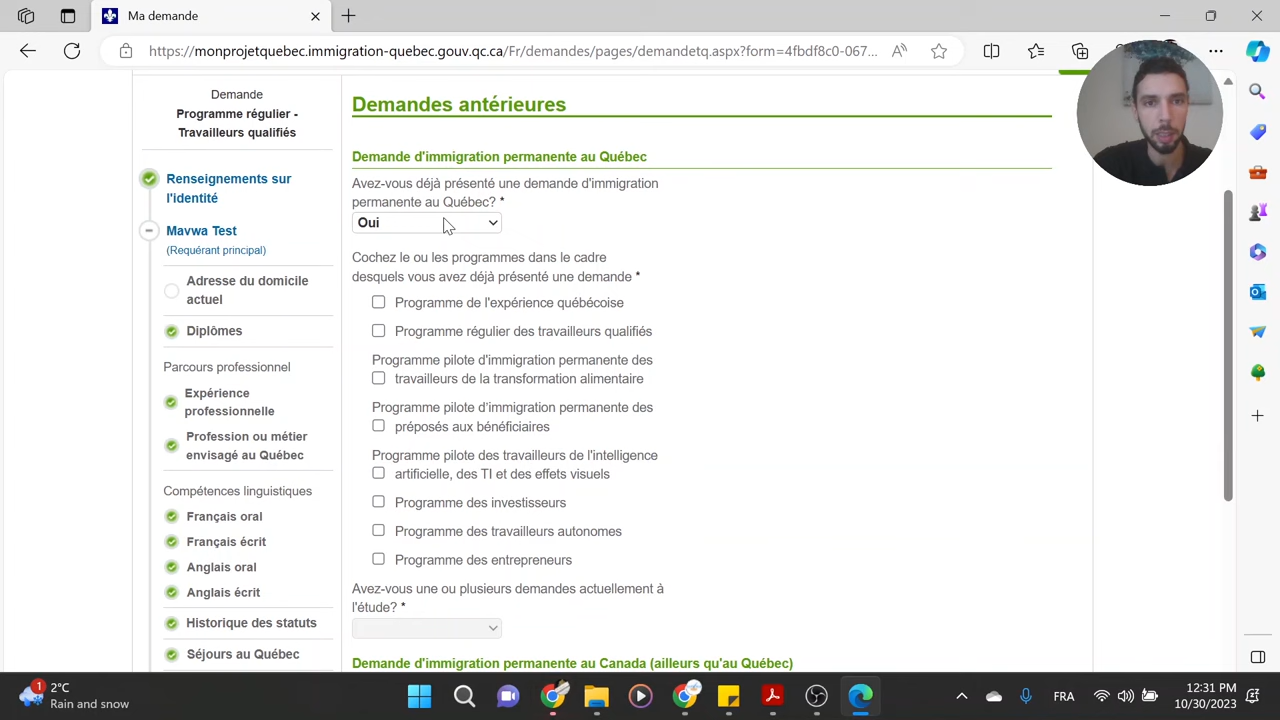 Ma demande
https://monprojetquebec.immigration-quebec.gouv.qc.ca/Fr/demandes/pages/demandetq.aspx?form=4fbdf8c0-067...
Demande
Programme régulier -
Travailleurs qualifiés
Renseignements sur
l'identité
Mavwa Test
(Requérant principal)
Adresse du domicile
actuel
Diplômes
Parcours professionnel
Expérience
professionnelle
Profession ou métier
envisagé au Québec
Compétences linguistiques
Français oral
Français écrit
Anglais oral
Anglais écrit
Historique des statuts
Séjours au Québec
Demandes antérieures
Demande d'immigration permanente au Québec
Avez-vous déjà présenté une demande d'immigration
permanente au Québec? *
Oui
Cochez le ou les programmes dans le cadre
desquels vous avez déjà présenté une demande *
Programme de l'expérience québécoise
Programme régulier des travailleurs qualifiés
Programme pilote d'immigration permanente des
travailleurs de la transformation alimentaire
Programme pilote d’immigration permanente des
préposés aux bénéficiaires
Programme pilote des travailleurs de l'intelligence
artificielle, des TI et des effets visuels
Programme des investisseurs
Programme des travailleurs autonomes
Programme des entrepreneurs
Avez-vous une ou plusieurs demandes actuellement à
l'étude? *
Demande d'immigration permanente au Canada (ailleurs qu'au Québec)
1
2°C
Rain and snow
FRA
12:31 PM
10/30/2023